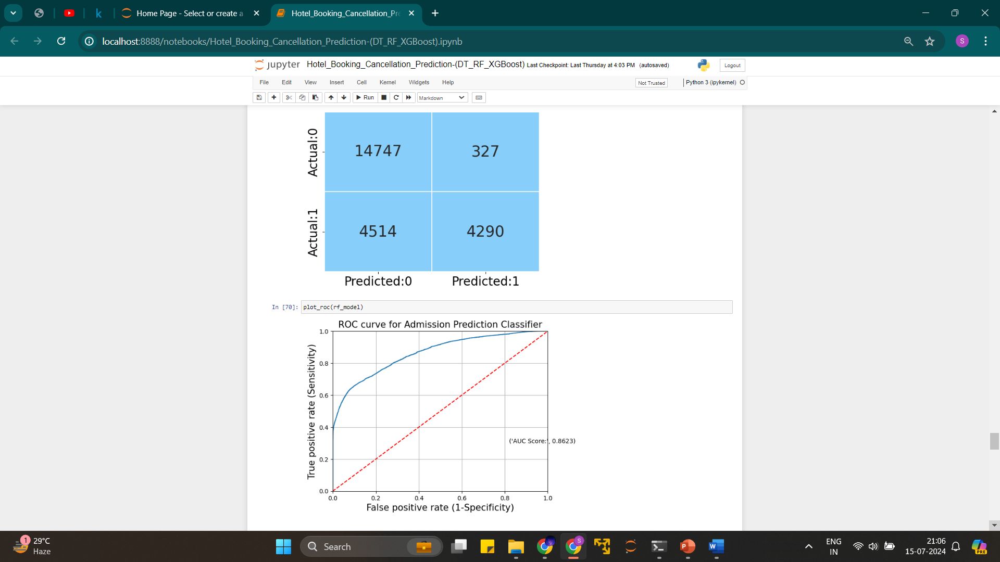 Home Page - Select or create a
Hotel_Booking_Cancellation_Pre
localhost:8888/notebooks/Hotel_Booking_Cancellation_Prediction-(DT_RF_XGBoost).ipynb
S
jupyter Hotel_Booking_Cancellation_Prediction-(DT_RF_XGBoost) Last Checkpoint: Last Thursday at 4:03 PM (autosaved)
Logout
File Edit View Insert Cell Kernel Widgets Help
Not Trusted
Python 3 (ipykernel)
Run
Markdown
Actual:0
14747 327
Actual:1
4514 4290
Predicted:0 Predicted:1
In [70]: plot_roc(rf_model)
ROC curve for Admission Prediction Classifier
True positive rate (Sensitivity)
1.0
0.8
0.6
0.4
('AUC Score:', 0.8623)
0.2
0.0
0.0 0.2 0.4 0.6 0.8 1.0
False positive rate (1-Specificity)
1
29°C
Haze
Search
S
P
W
PRE
ENG
IN
21:06
15-07-2024